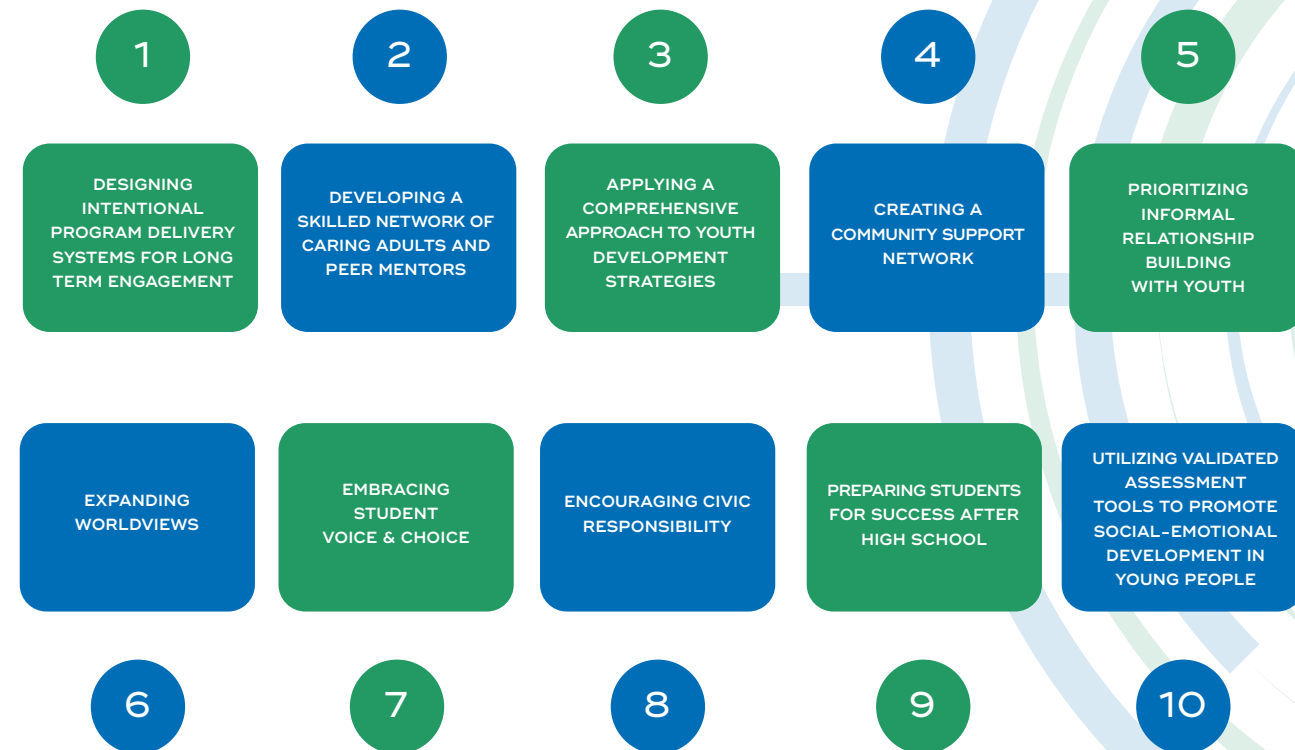 1
2
3
4
5
DESIGNING
INTENTIONAL
PROGRAM DELIVERY
SYSTEMS FOR LONG
TERM ENGAGEMENT
DEVELOPING A
SKILLED NETWORK OF
CARING ADULTS AND
PEER MENTORS
APPLYING A
COMPREHENSIVE
APPROACH TO YOUTH
DEVELOPMENT
STRATEGIES
CREATING A
COMMUNITY SUPPORT
NETWORK
PRIORITIZING
INFORMAL
RELATIONSHIP
BUILDING
WITH YOUTH
EXPANDING
WORLDVIEWS
EMBRACING
STUDENT
VOICE & CHOICE
ENCOURAGING CIVIC
RESPONSIBILITY
PREPARING STUDENTS
FOR SUCCESS AFTER
HIGH SCHOOL
UTILIZING VALIDATED
ASSESSMENT
TOOLS TO PROMOTE
SOCIAL-EMOTIONAL
DEVELOPMENT IN
YOUNG PEOPLE
6
7
8
9
10